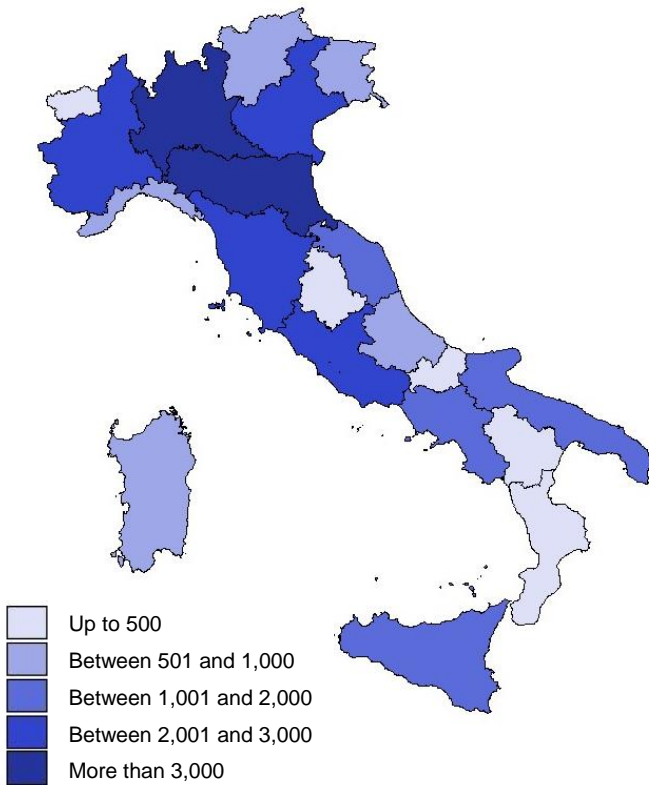 Up to 500
Between 501 and 1,000
Between 1,001 and 2,000
Between 2,001 and 3,000
More than 3,000